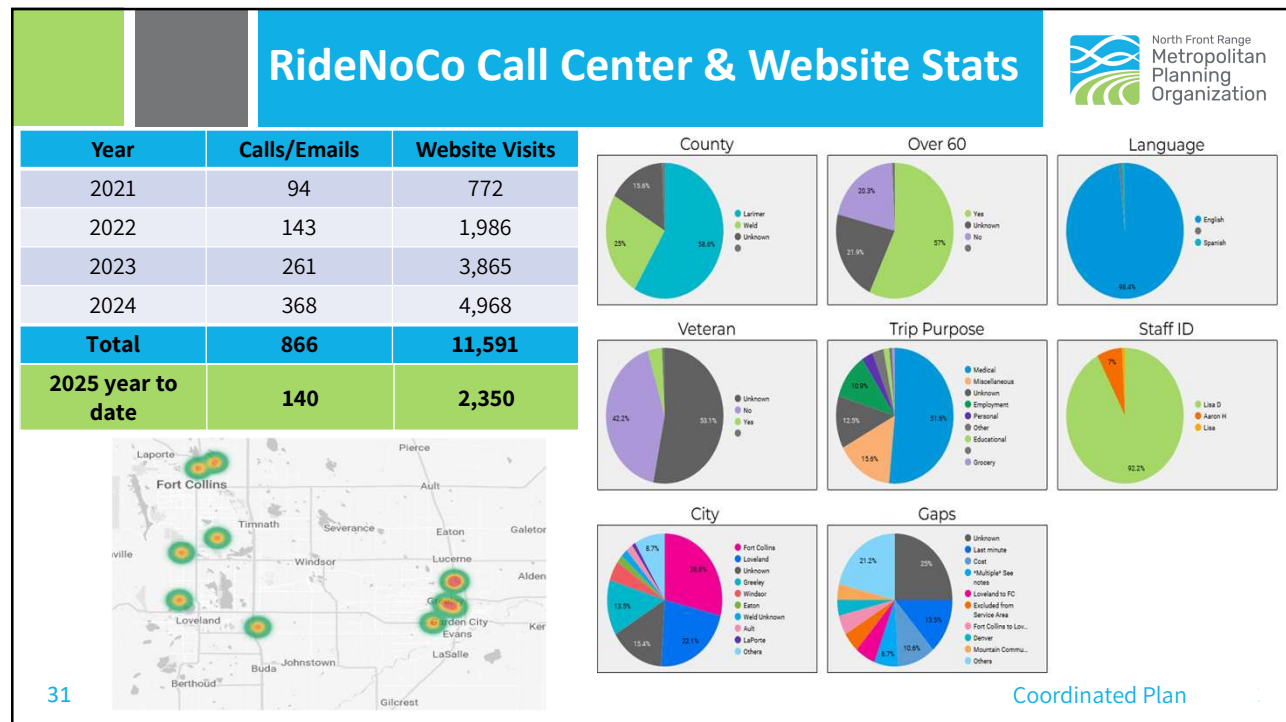 RideNoCo Call Center & Website Stats
North Front Range
Metropolitan
Planning
Organization
Year Calls/Emails Website Visits
2021 94 772
2022 143 1,986
2023 261 3,865
2024 368 4,968
Total 866 11,591
2025 year to
date 140 2,350
County
15.6%
25%
58.6%
Larimer
Weld
Unknown
Over 60
20.3%
21.9%
57%
Yes
Unknown
No
Language
98.4%
English
Spanish
Veteran
42.2%
53.1%
Unknown
No
Yes
Trip Purpose
10.9%
12.5%
15.6%
51.6%
Medical
Miscellaneous
Unknown
Employment
Personal
Other
Educational
Grocery
Staff ID
7%
92.2%
Lisa D
Aaron H
Lisa
City
8.7%
13.5%
15.4%
22.1%
Fort Collins
Loveland
Unknown
Greeley
Windsor
Eaton
Weld Unknown
Ault
LaPorte
Others
Gaps
21.2%
25%
13.5%
10.6%
8.7%
Unknown
Last minute
Cost
*Multiple* See
notes
Loveland to FC
Excluded from
Service Area
Fort Collins to Lov...
Denver
Mountain Commu...
Others
Laporte
Pierce
Fort Collins
Ault
Timnath
Severance
Eaton
Galeton
ville
Windsor
Lucerne
Alden
Loveland
Garden City
Evans
Ker
LaSalle
Buda
Johnstown
Berthoud
Gilcrest
31
Coordinated Plan